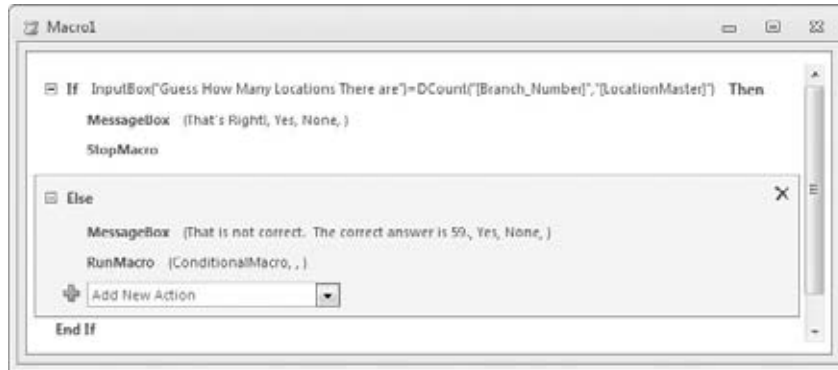 Macro1
If InputBox("Guess How Many Locations There are")=DCount("[Branch_Number]","[LocationMaster]") Then
MessageBox (That's Right!, Yes, None, )
StopMacro
Else
MessageBox (That is not correct. The correct answer is 59., Yes, None, )
RunMacro (ConditionalMacro, , )
Add New Action
End If